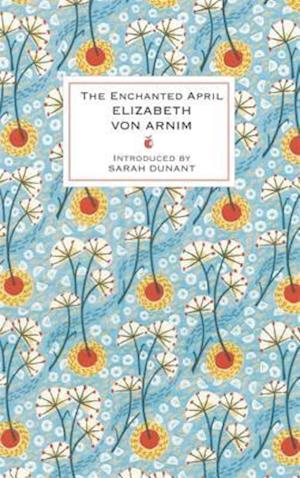 The Enchanted April
ELIZABETH
VON ARNIM
Introduced by
SARAH DUNANT